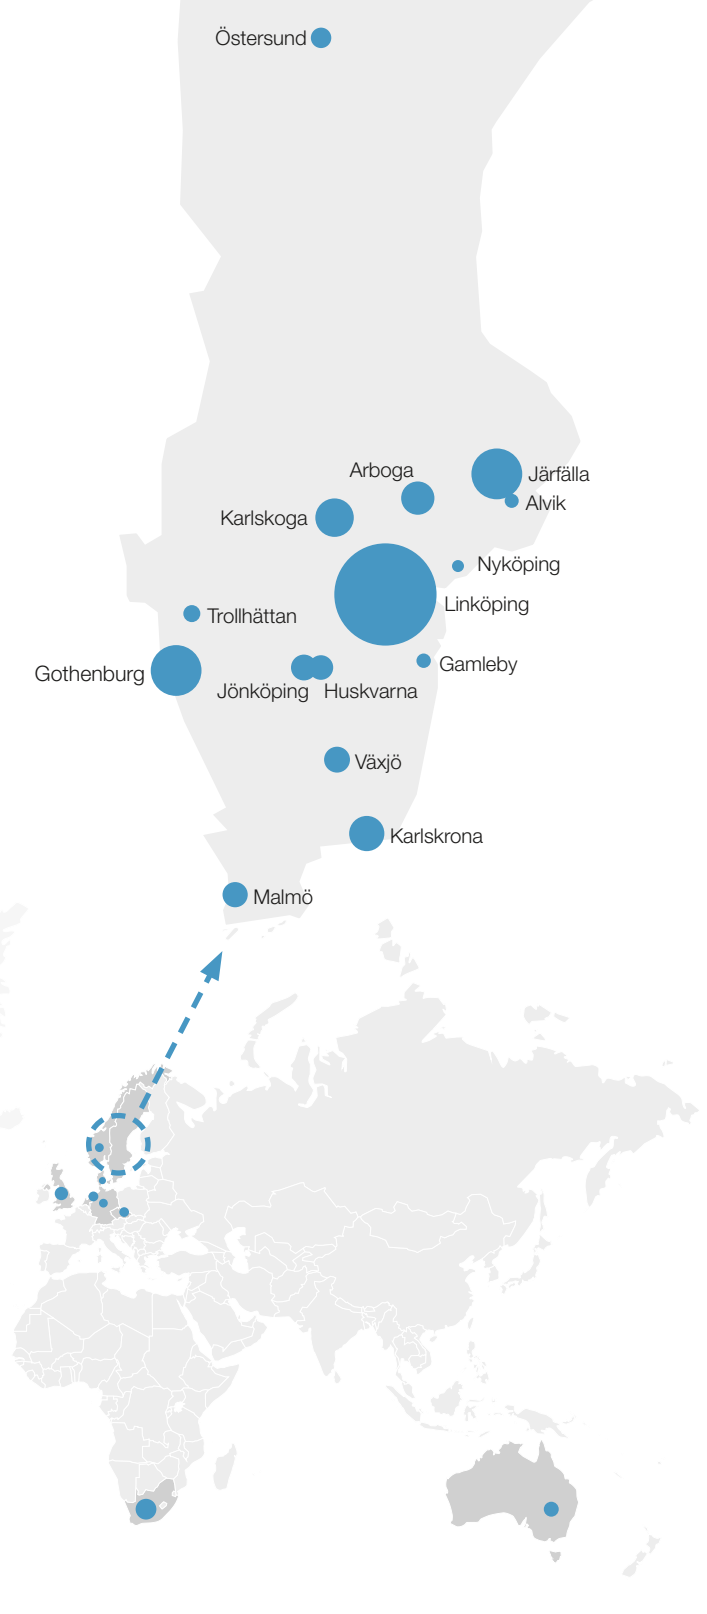 Östersund
Arboga
Järfälla
Alvik
Karlskoga
Nyköping
Linköping
Trollhättan
Gamleby
Gothenburg
Jönköping
Huskvarna
Växjö
Karlskrona
Malmö